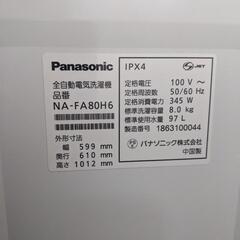 Panasonic
全自動電気洗濯機
品番
NA-FA80H6
外形寸法
幅 599 mm
奥行 610 mm
高さ 1012 mm
IPX4
JET
定格電圧 100 V ～
定格周波数 50/60 Hz
定格消費電力 345 W
標準洗濯容量 8.0 kg
標準使用水量 97 L
製造番号 1863100044
パナソニック株式会社
中国製